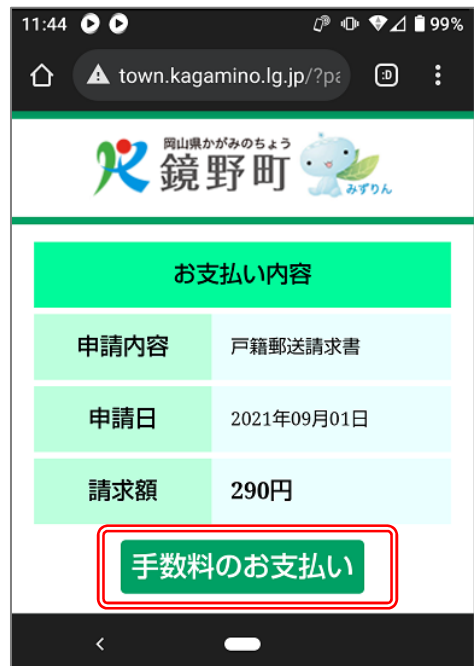 11:44 99%
town.kagamino.lg.jp/?pa :D
岡山県かがみのちょう
鏡野町
みずりん
お支払い内容
申請内容 戸籍郵送請求書
申請日 2021年09月01日
請求額 290円
手数料のお支払い